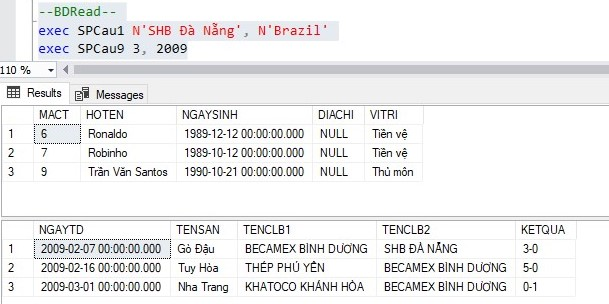 --BDRead--
exec SPCau1 N'SHB Đà Nẵng', N'Brazil'
exec SPCau9 3, 2009
110 %
Results Messages
MACT HOTEN NGAYSINH DIACHI VITRI
1 6 Ronaldo 1989-12-12 00:00:00.000 NULL Tiền vệ
2 7 Robinho 1989-10-12 00:00:00.000 NULL Tiền vệ
3 9 Trần Văn Santos 1990-10-21 00:00:00.000 NULL Thủ môn
NGAYTD TENSAN TENCLB1 TENCLB2 KETQUA
1 2009-02-07 00:00:00.000 Gò Đậu BECAMEX BÌNH DƯƠNG SHB ĐÀ NẴNG 3-0
2 2009-02-16 00:00:00.000 Tuy Hòa THÉP PHÚ YÊN BECAMEX BÌNH DƯƠNG 5-0
3 2009-03-01 00:00:00.000 Nha Trang KHATOCO KHÁNH HÒA BECAMEX BÌNH DƯƠNG 0-1